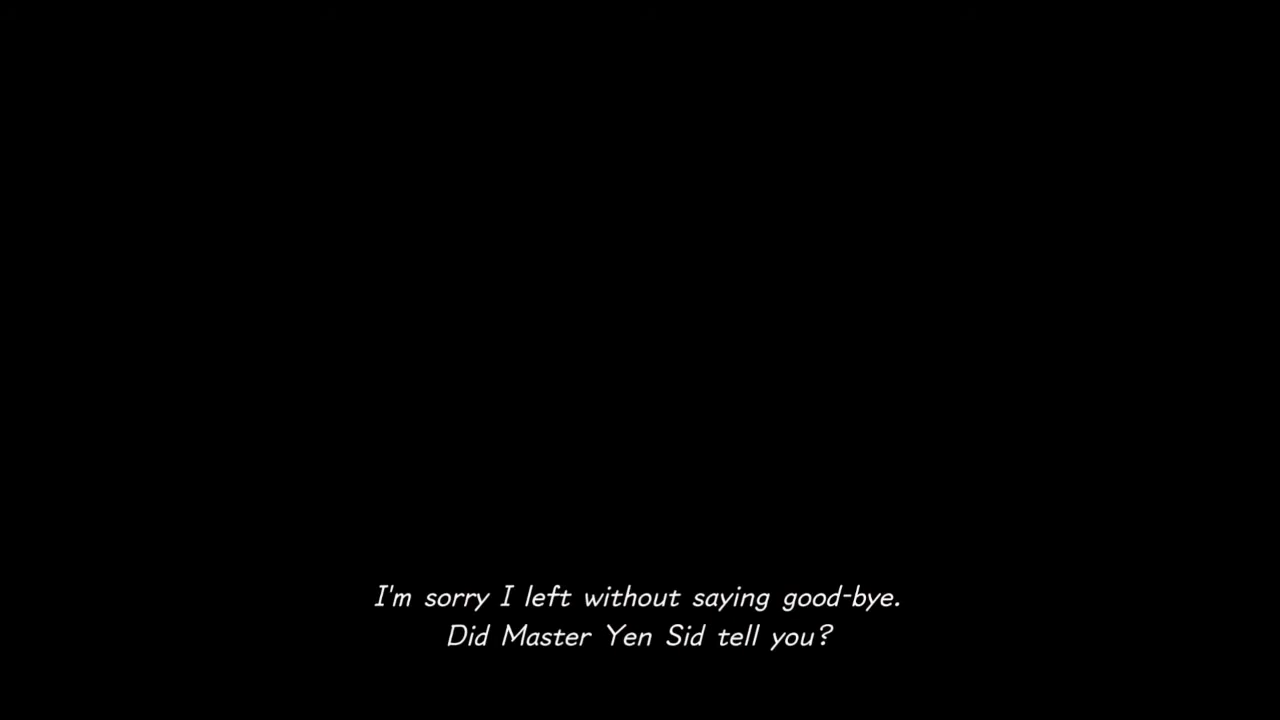 I'm sorry I left without saying good-bye.
Did Master Yen Sid tell you?